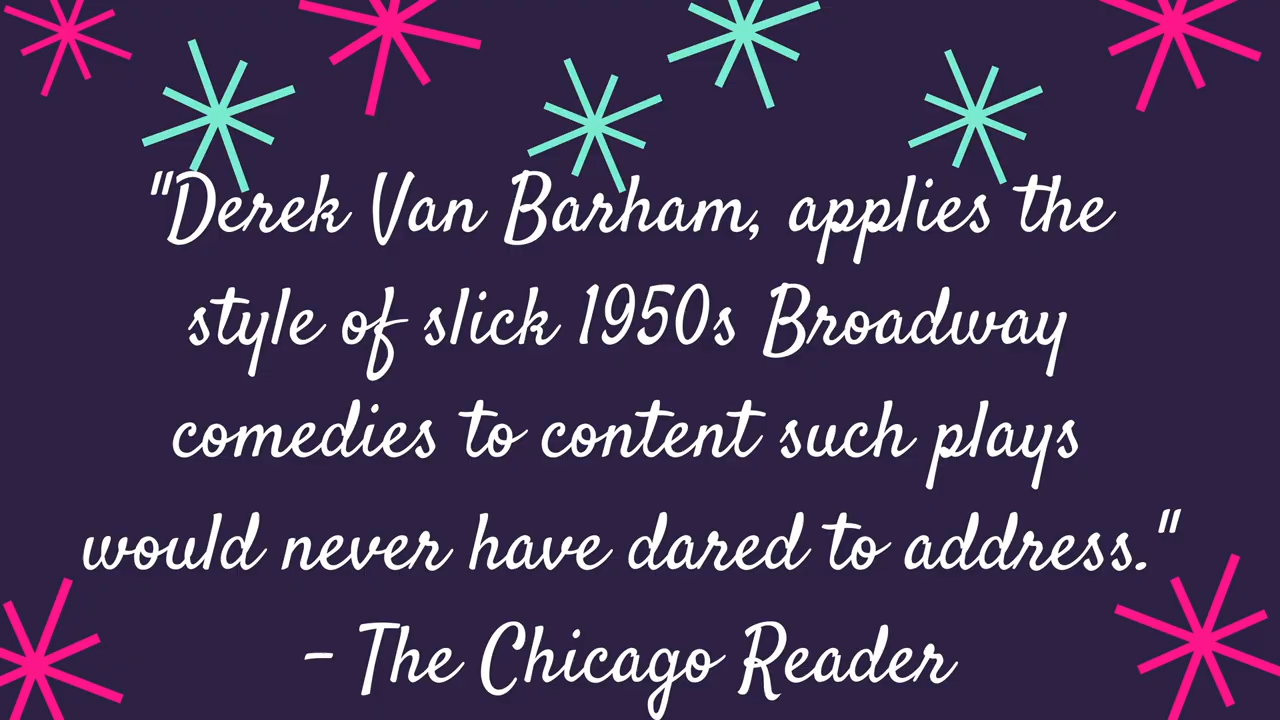 "Derek Van Barham, applies the
style of slick 1950s Broadway
comedies to content such plays
would never have dared to address."
- The Chicago Reader